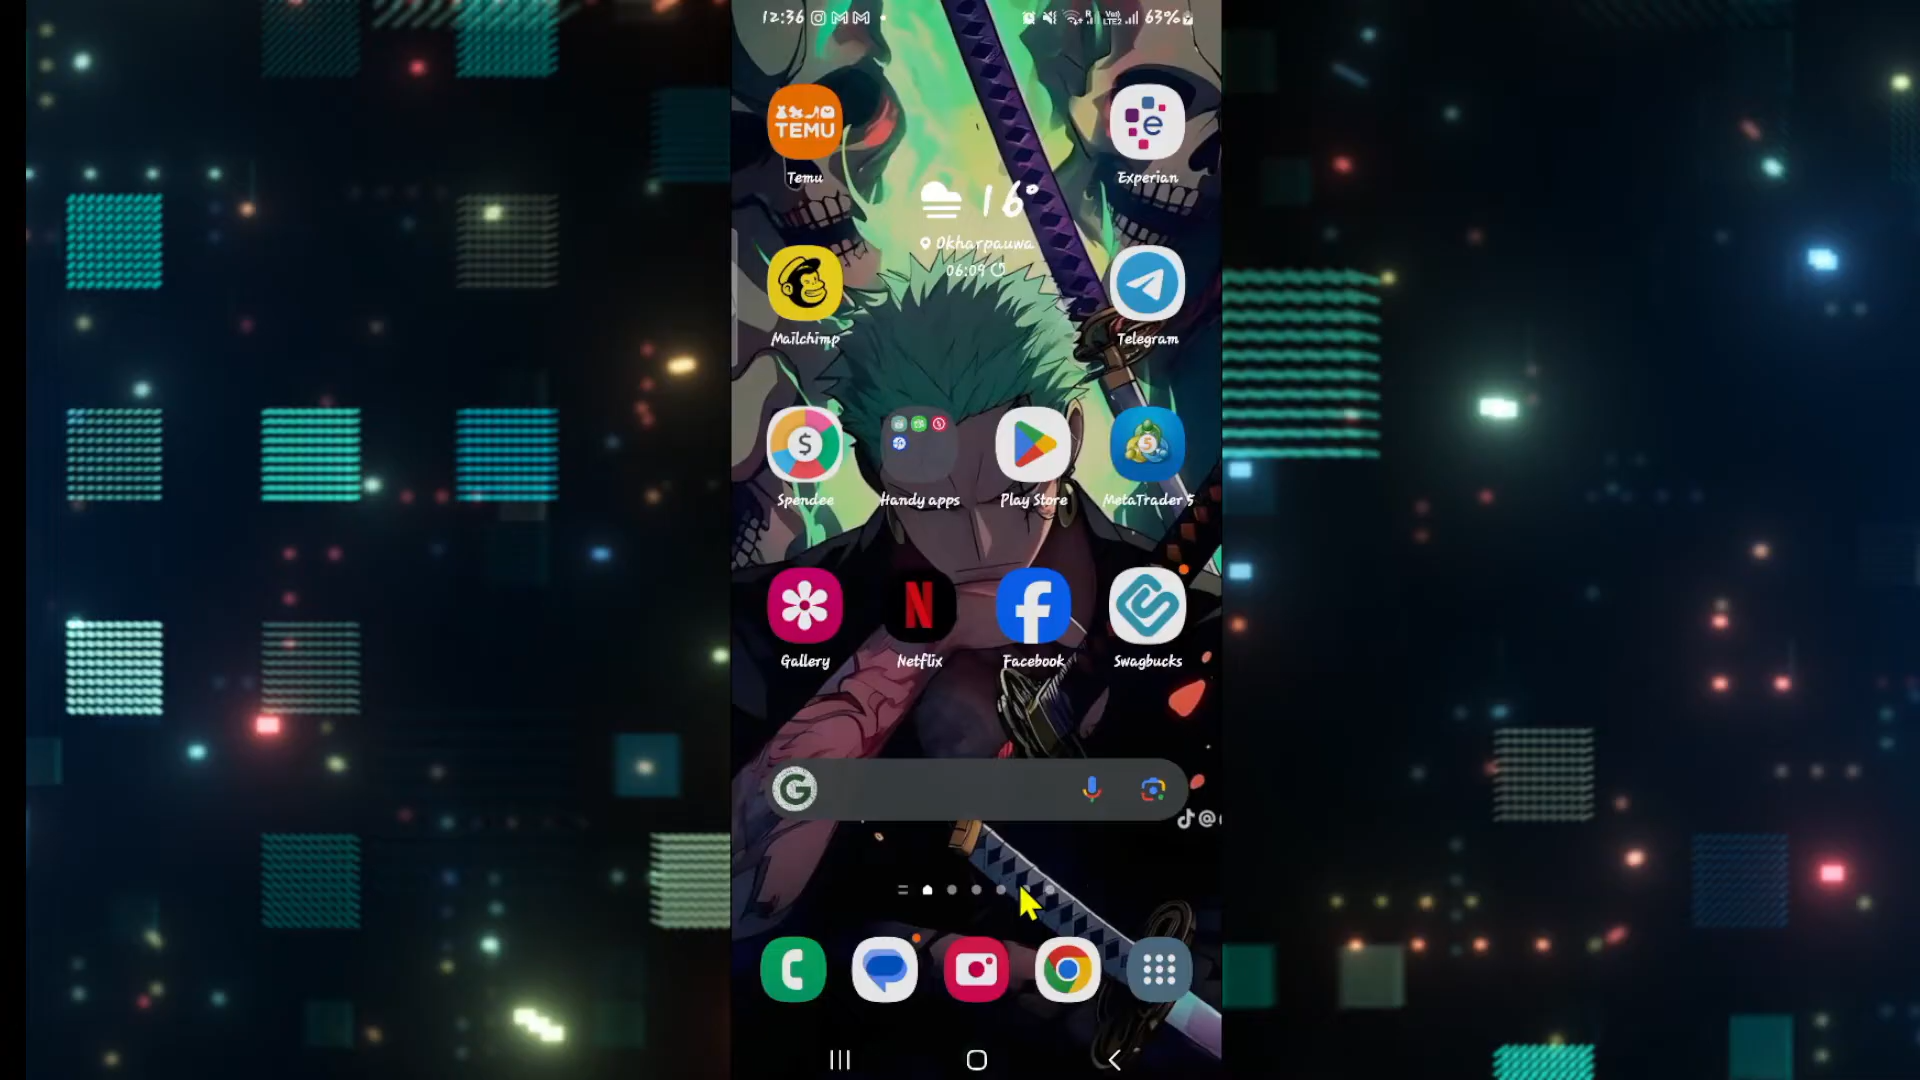 12:36
63%
TEMU
Temu
e
Experian
16°
Okharpauwa
06:09
Mailchimp
Telegram
$
5
Spendee
Handy apps
Play Store
MetaTrader 5
N
f
Gallery
Netflix
Facebook
Swagbucks
G